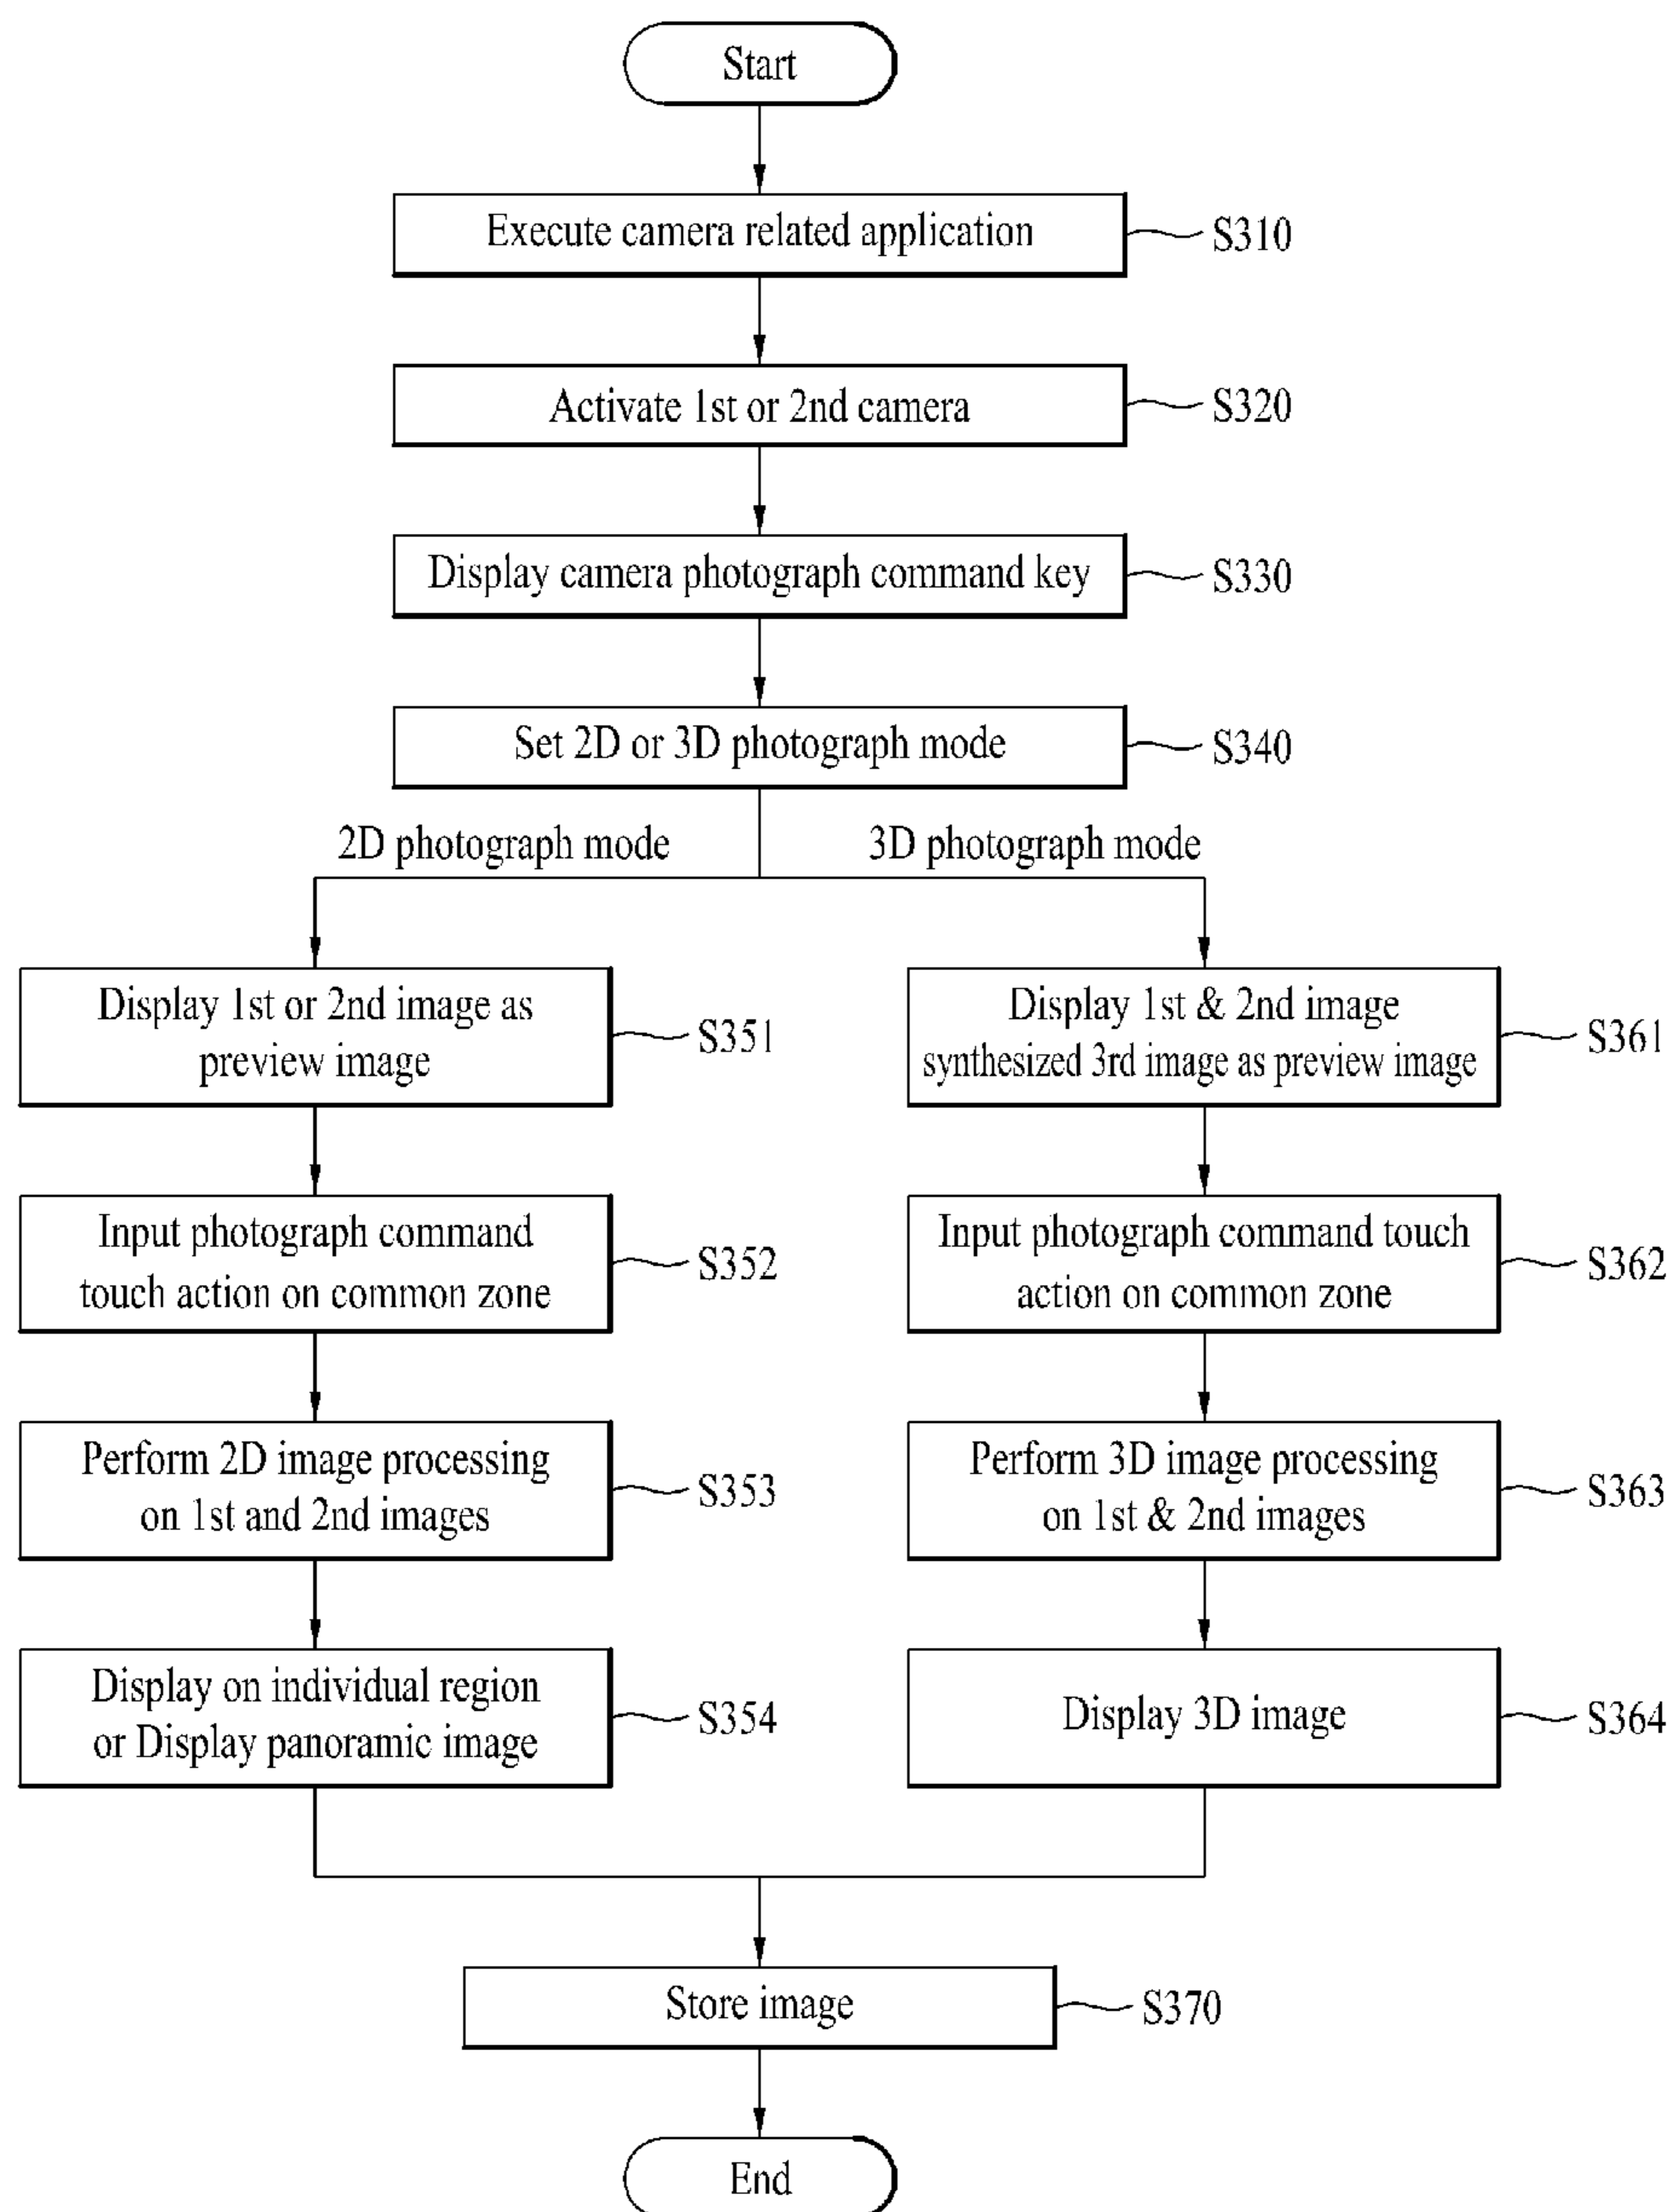 Start
Execute camera related application
S310
Activate 1st or 2nd camera
S320
Display camera photograph command key
S330
Set 2D or 3D photograph mode
S340
2D photograph mode
3D photograph mode
Display 1st or 2nd image as
preview image
S351
Display 1st & 2nd image
synthesized 3rd image as preview image
S361
Input photograph command
touch action on common zone
S352
Input photograph command touch
action on common zone
S362
Perform 2D image processing
on 1st and 2nd images
S353
Perform 3D image processing
on 1st & 2nd images
S363
Display on individual region
or Display panoramic image
S354
Display 3D image
S364
Store image
S370
End